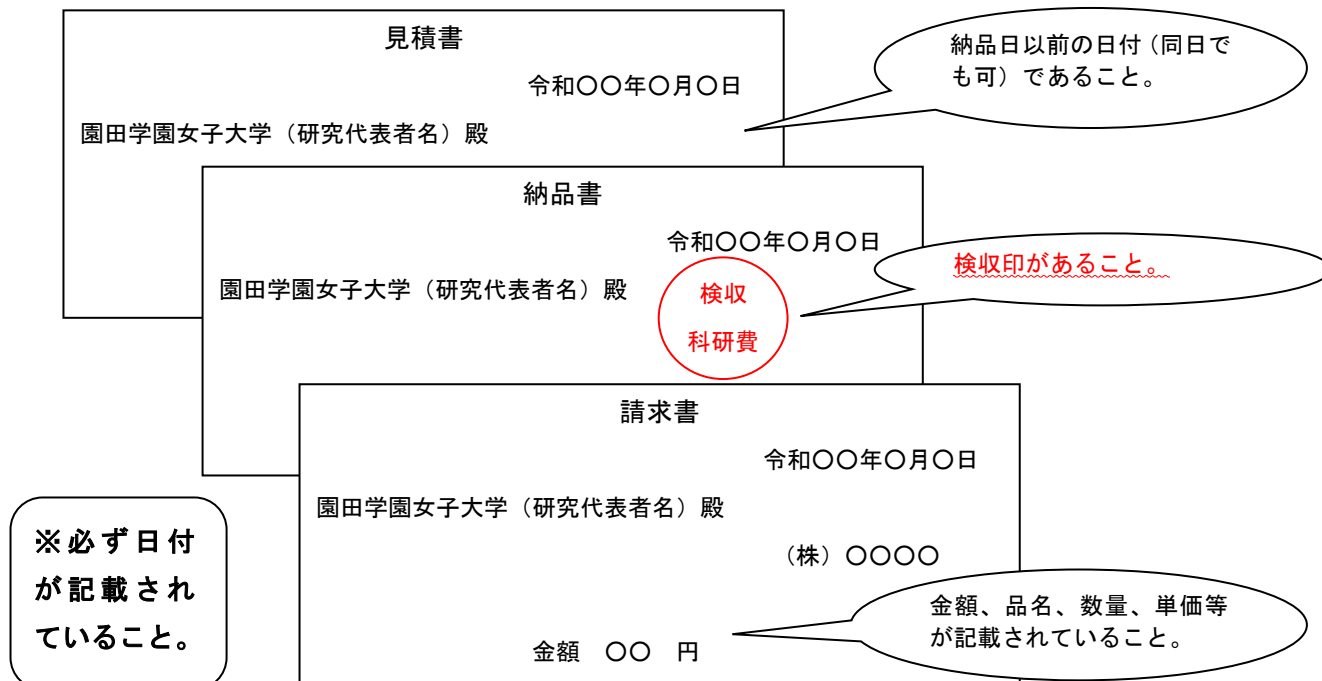 見積書
令和〇〇年〇月〇日
園田学園女子大学（研究代表者名）殿
納品日以前の日付（同日で
も可）であること。
納品書
令和〇〇年〇月〇日
園田学園女子大学（研究代表者名）殿
検収
科研費
検収印があること。
請求書
令和〇〇年〇月〇日
園田学園女子大学（研究代表者名）殿
（株）〇〇〇〇
金額　〇〇　円
金額、品名、数量、単価等
が記載されていること。
※必ず日付
が記載され
ていること。